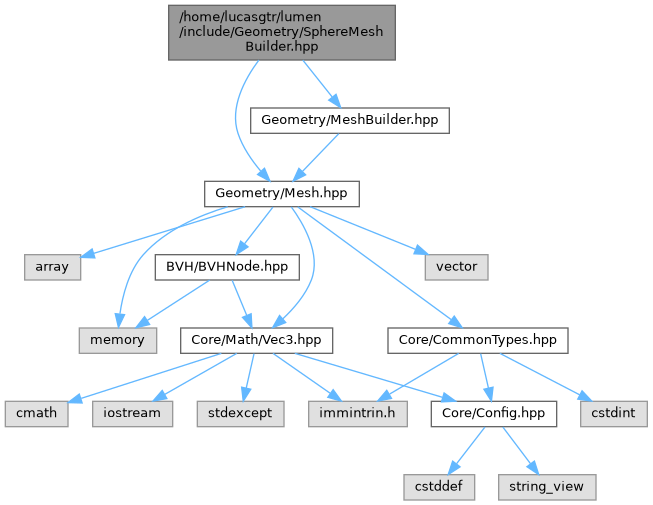 /home/lucasgtr/lumen
/include/Geometry/SphereMesh
Builder.hpp
Geometry/MeshBuilder.hpp
Geometry/Mesh.hpp
array
BVH/BVHNode.hpp
vector
memory
Core/Math/Vec3.hpp
Core/CommonTypes.hpp
cmath
iostream
stdexcept
immintrin.h
Core/Config.hpp
cstdint
cstddef
string_view